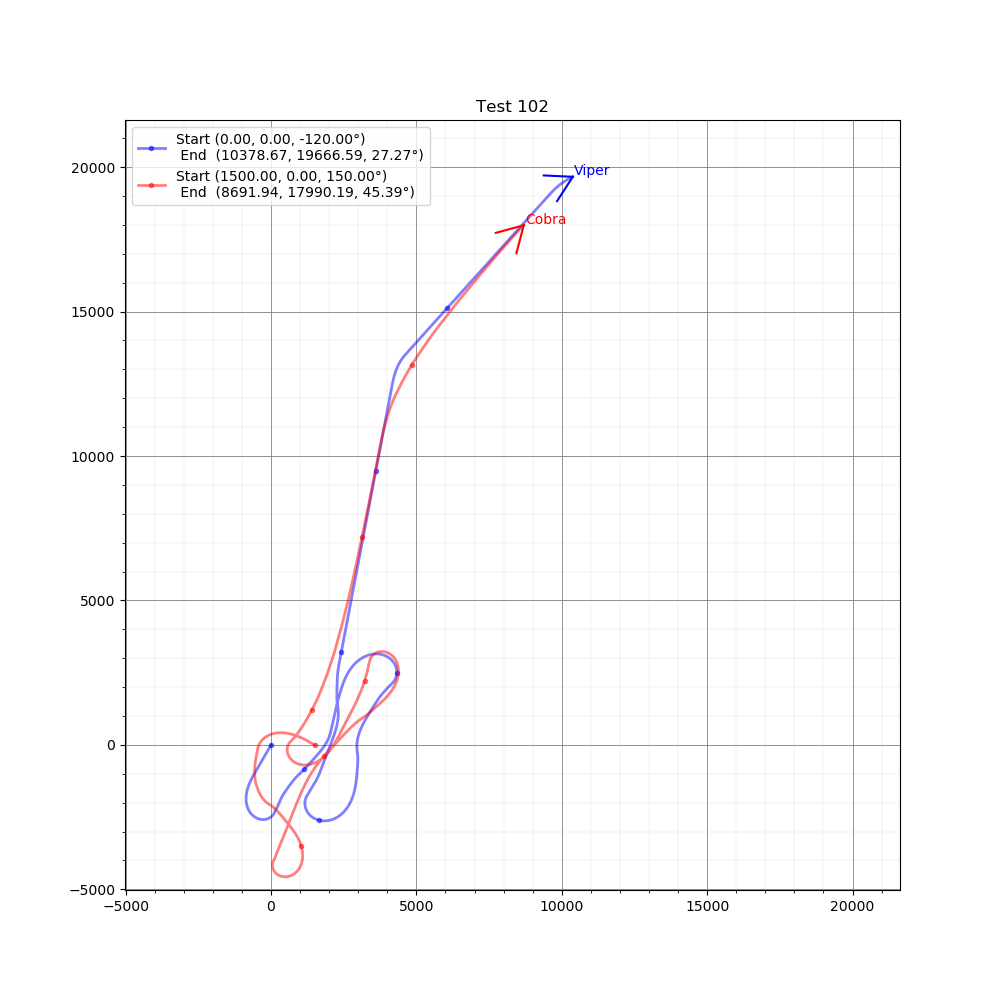 Test 102
Start (0.00, 0.00, -120.00°)
End  (10378.67, 19666.59, 27.27°)
Start (1500.00, 0.00, 150.00°)
End  (8691.94, 17990.19, 45.39°)
Viper
Cobra
20000
15000
10000
5000
0
−5000
−5000 0 5000 10000 15000 20000